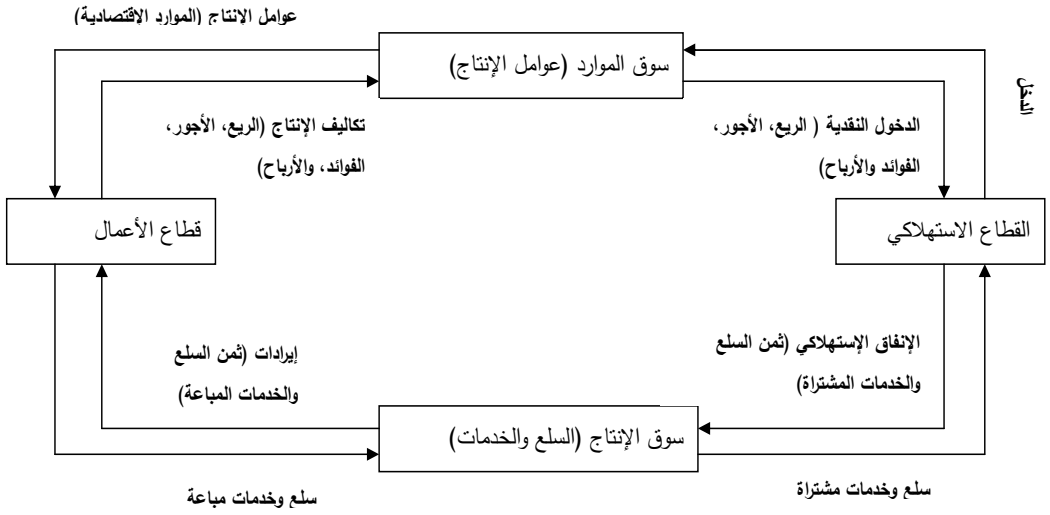 عوامل الإنتاج (الموارد الاقتصادية)
سوق الموارد (عوامل الإنتاج)
الدخل
الدخول النقدية ( الريع، الأجور،
الفوائد والأرباح)
تكاليف الإنتاج (الريع، الأجور،
الفوائد، والأرباح)
القطاع الاستهلاكي
قطاع الأعمال
الإنفاق الإستهلاكي (ثمن السلع
والخدمات المشتراة)
إيرادات (ثمن السلع
والخدمات المباعة)
سوق الإنتاج (السلع والخدمات)
سلع وخدمات مشتراة
سلع وخدمات مباعة